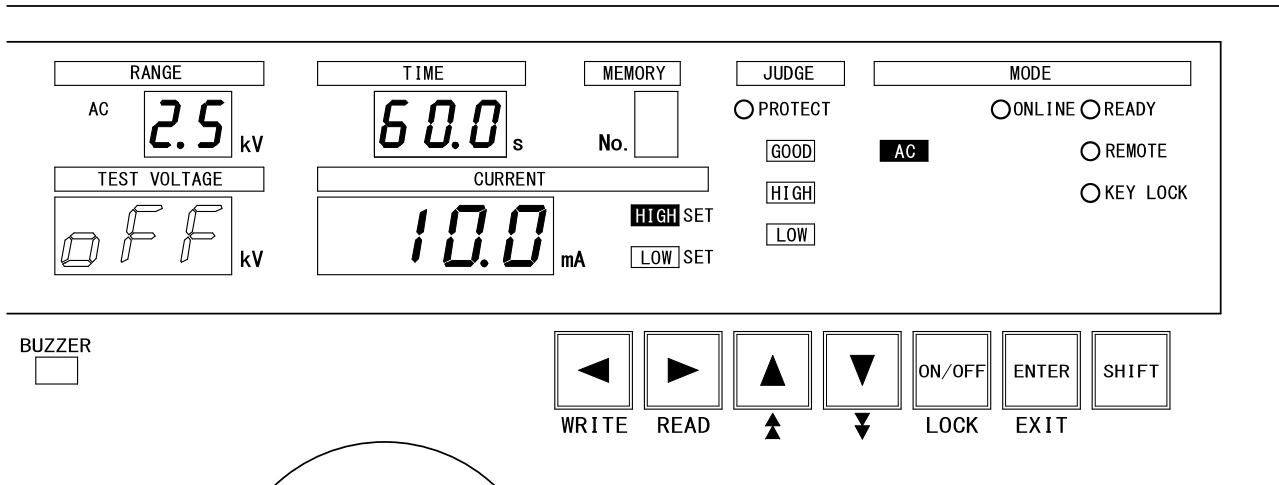 RANGE TIME MEMORY JUDGE MODE
AC 2.5 kV 60.0 s No. PROTECT ONLINE READY
GOOD AC REMOTE
TEST VOLTAGE CURRENT
HIGH KEY LOCK
oFF kV 10.0 mA HIGH SET
LOW
LOW SET
BUZZER
ON/OFF ENTER SHIFT
WRITE READ LOCK EXIT